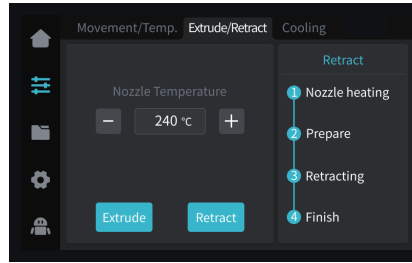 Movement/Temp. Extrude/Retract Cooling
Nozzle Temperature
− 240 °C +
Extrude Retract
Retract
1 Nozzle heating
2 Prepare
3 Retracting
4 Finish